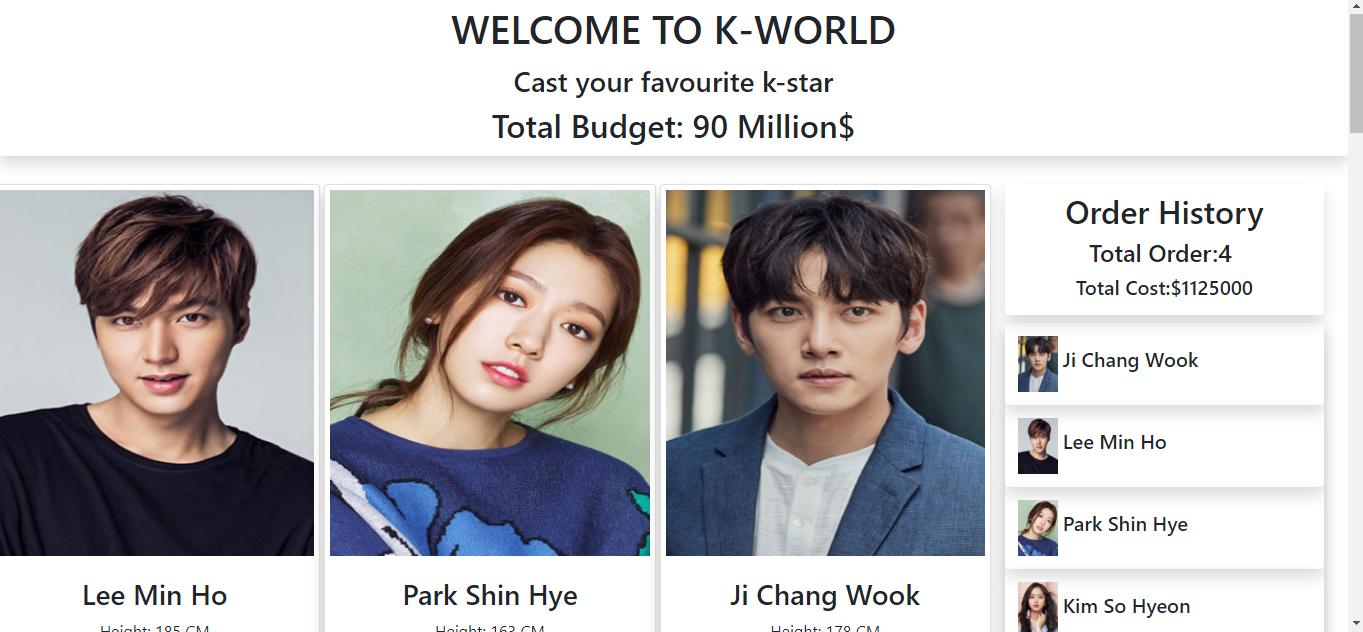 WELCOME TO K-WORLD
Cast your favourite k-star
Total Budget: 90 Million$
Lee Min Ho
Height: 185 CM
Park Shin Hye
Height: 163 CM
Ji Chang Wook
Height: 178 CM
Order History
Total Order:4
Total Cost:$1125000
Ji Chang Wook
Lee Min Ho
Park Shin Hye
Kim So Hyeon